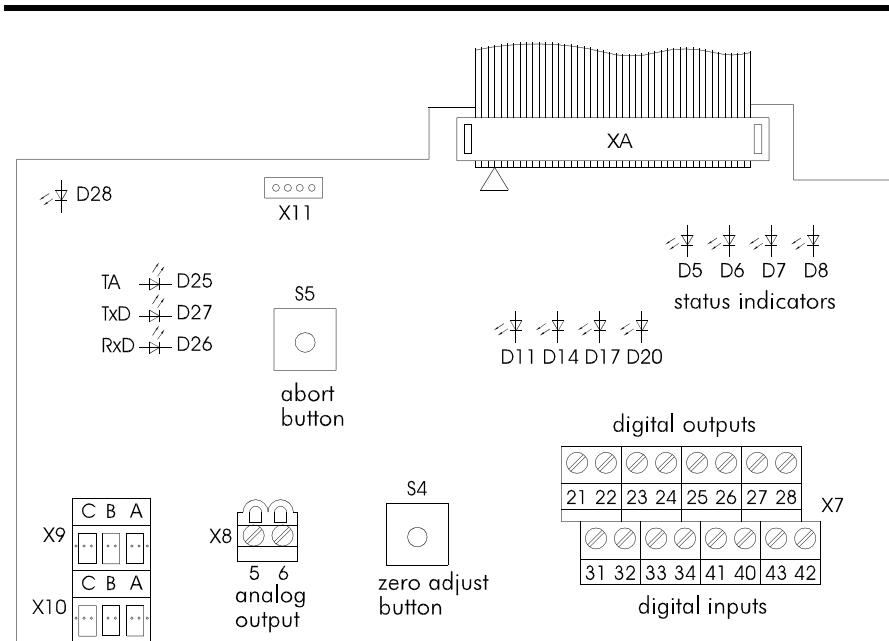 XA
D28
X11
D5 D6 D7 D8
status indicators
TA D25
TxD D27
RxD D26
S5
abort
button
D11 D14 D17 D20
digital outputs
21 22 23 24 25 26 27 28
X7
31 32 33 34 41 40 43 42
digital inputs
S4
zero adjust
button
X8
5 6
analog
output
C B A
X9
C B A
X10